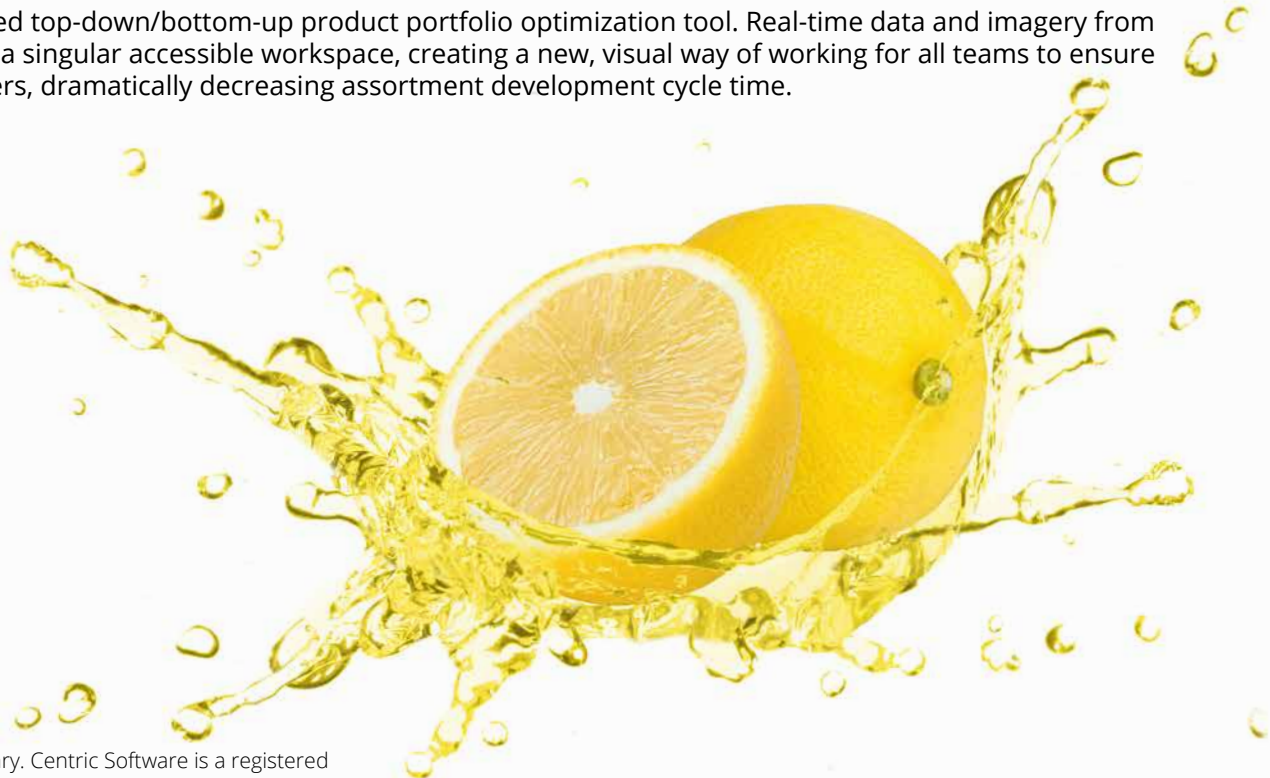 ed top-down/bottom-up product portfolio optimization tool. Real-time data and imagery from
a singular accessible workspace, creating a new, visual way of working for all teams to ensure
ers, dramatically decreasing assortment development cycle time.
ry. Centric Software is a registered